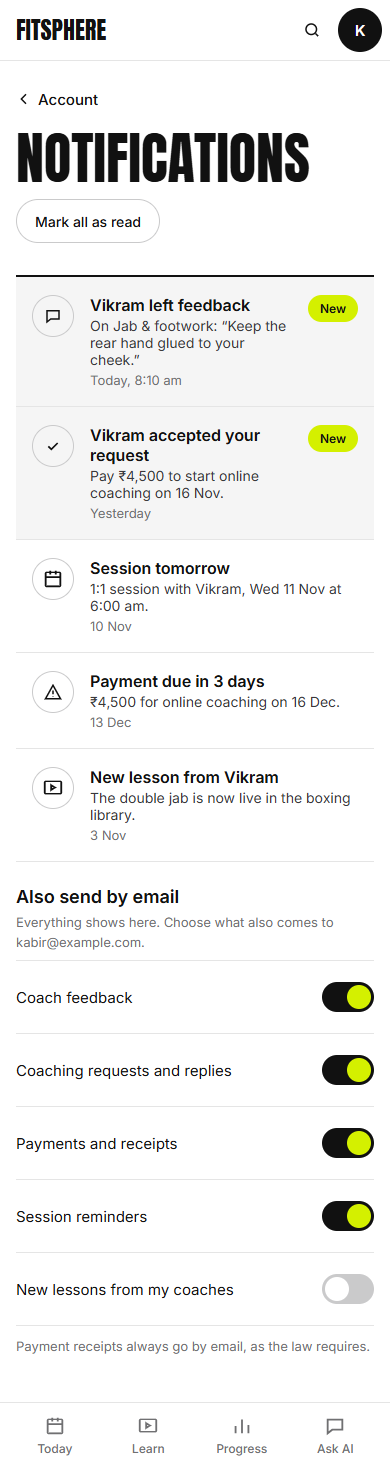 FITSPHERE
K
Account
NOTIFICATIONS
Mark all as read
Vikram left feedback
New
On Jab & footwork: “Keep the
rear hand glued to your
cheek.”
Today, 8:10 am
Vikram accepted your
request
New
Pay ₹4,500 to start online
coaching on 16 Nov.
Yesterday
Session tomorrow
1:1 session with Vikram, Wed 11 Nov at
6:00 am.
10 Nov
Payment due in 3 days
₹4,500 for online coaching on 16 Dec.
13 Dec
New lesson from Vikram
The double jab is now live in the boxing
library.
3 Nov
Also send by email
Everything shows here. Choose what also comes to
kabir@example.com.
Coach feedback
Coaching requests and replies
Payments and receipts
Session reminders
New lessons from my coaches
Payment receipts always go by email, as the law requires.
Today
Learn
Progress
Ask AI